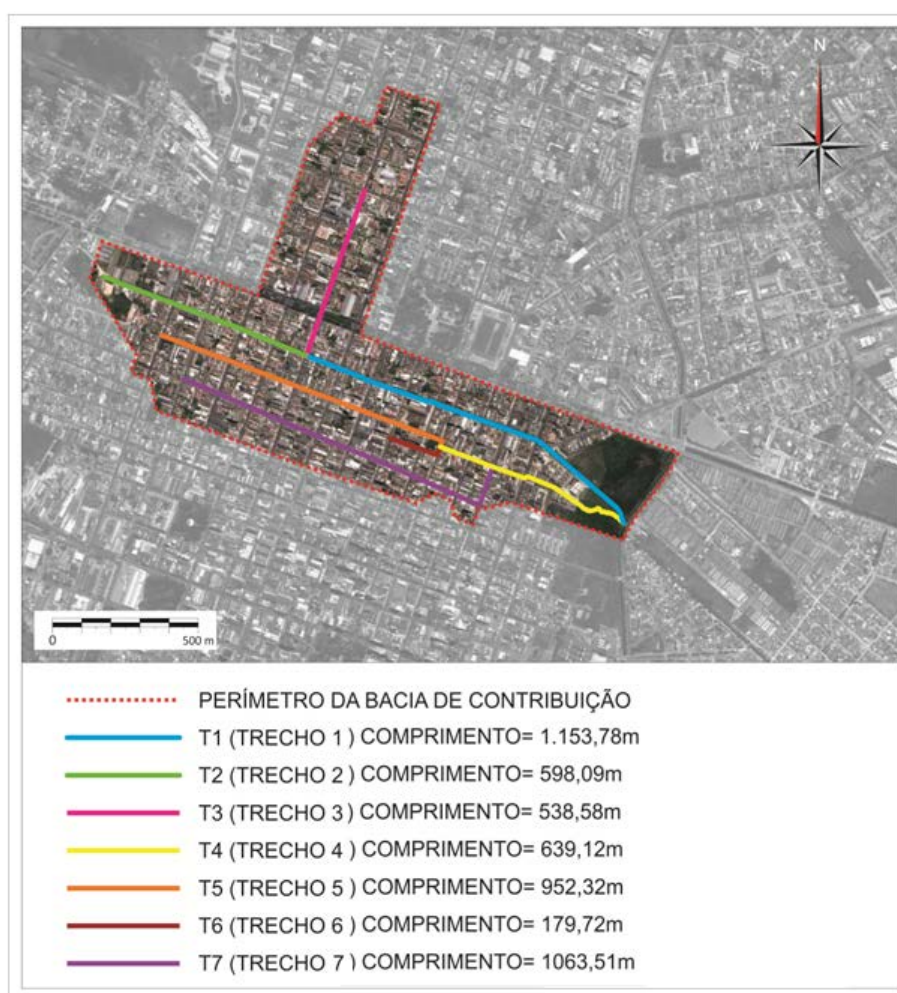 N
W
E
S
0 500 m
PERÍMETRO DA BACIA DE CONTRIBUIÇÃO
T1 (TRECHO 1 ) COMPRIMENTO= 1.153,78m
T2 (TRECHO 2 ) COMPRIMENTO= 598,09m
T3 (TRECHO 3 ) COMPRIMENTO= 538,58m
T4 (TRECHO 4 ) COMPRIMENTO= 639,12m
T5 (TRECHO 5 ) COMPRIMENTO= 952,32m
T6 (TRECHO 6 ) COMPRIMENTO= 179,72m
T7 (TRECHO 7 ) COMPRIMENTO= 1063,51m